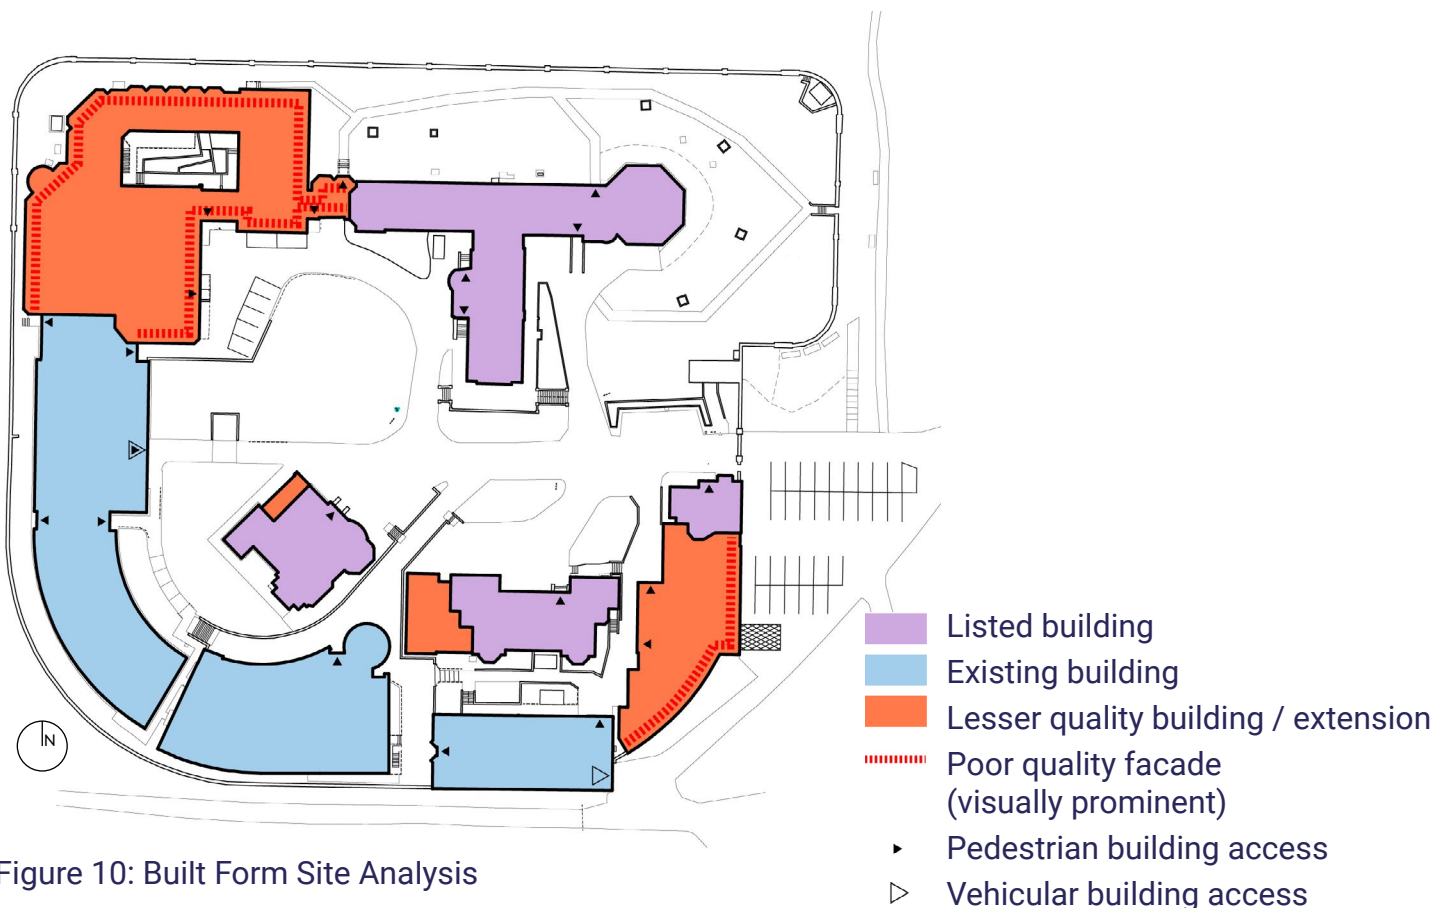 Listed building
Existing building
Lesser quality building / extension
Poor quality facade
(visually prominent)
Pedestrian building access
Vehicular building access
N
Figure 10: Built Form Site Analysis